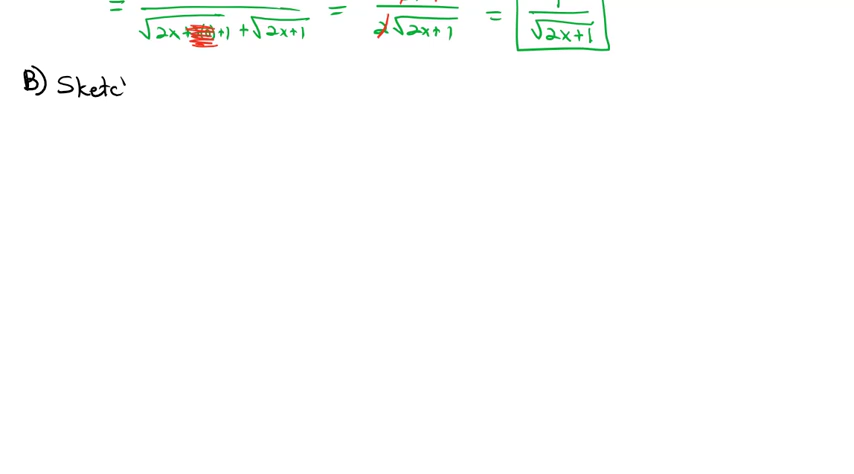 = √2x+ +1 + √2x+1 = 2√2x+1 = 1/√2x+1
B) Sketc